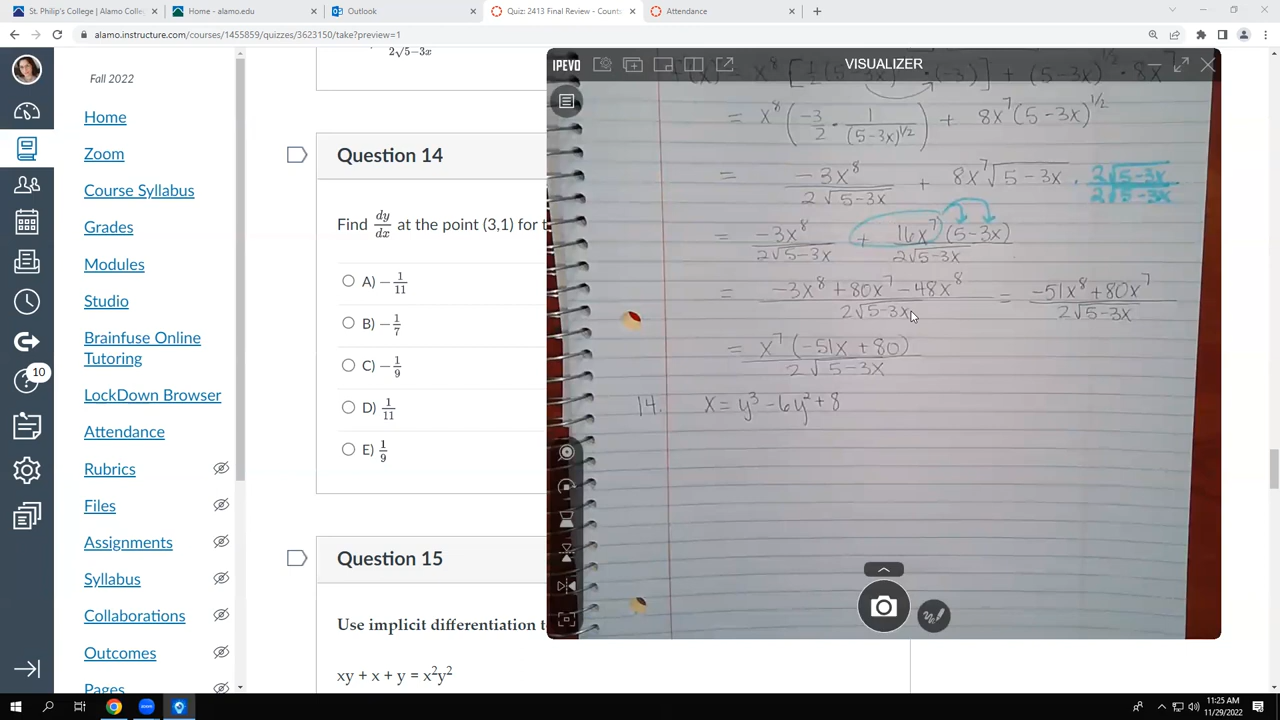 St. Philip's College | Alamo Colleg
Home - alamo.edu
Outlook
Quiz: 2413 Final Review - Count
Attendance
alamo.instructure.com/courses/1455859/quizzes/3623150/take?preview=1
Fall 2022
Home
Zoom
Course Syllabus
Grades
Modules
Studio
Brainfuse Online
Tutoring
LockDown Browser
Attendance
Rubrics
Files
Assignments
Syllabus
Collaborations
Outcomes
Pages
10
2√5−3x
Question 14
Find dy/dx at the point (3,1) for t
A) −1/11
B) −1/7
C) −1/9
D) 1/11
E) 1/9
Question 15
Use implicit differentiation t
xy + x + y = x²y²
IPEVO
VISUALIZER
= x⁸ (−3/2 · 1/(5−3x)^1/2) + 8x⁷(5−3x)^1/2
= −3x⁸/2√5−3x + 8x⁷√5−3x · 2√5−3x/2√5−3x
= −3x⁸/2√5−3x + 16x⁷(5−3x)/2√5−3x
= −3x⁸+80x⁷−48x⁸/2√5−3x = −51x⁸+80x⁷/2√5−3x
= x⁷(−51x+80)/2√5−3x
14. x = y³−6y²+8
11:25 AM
11/29/2022